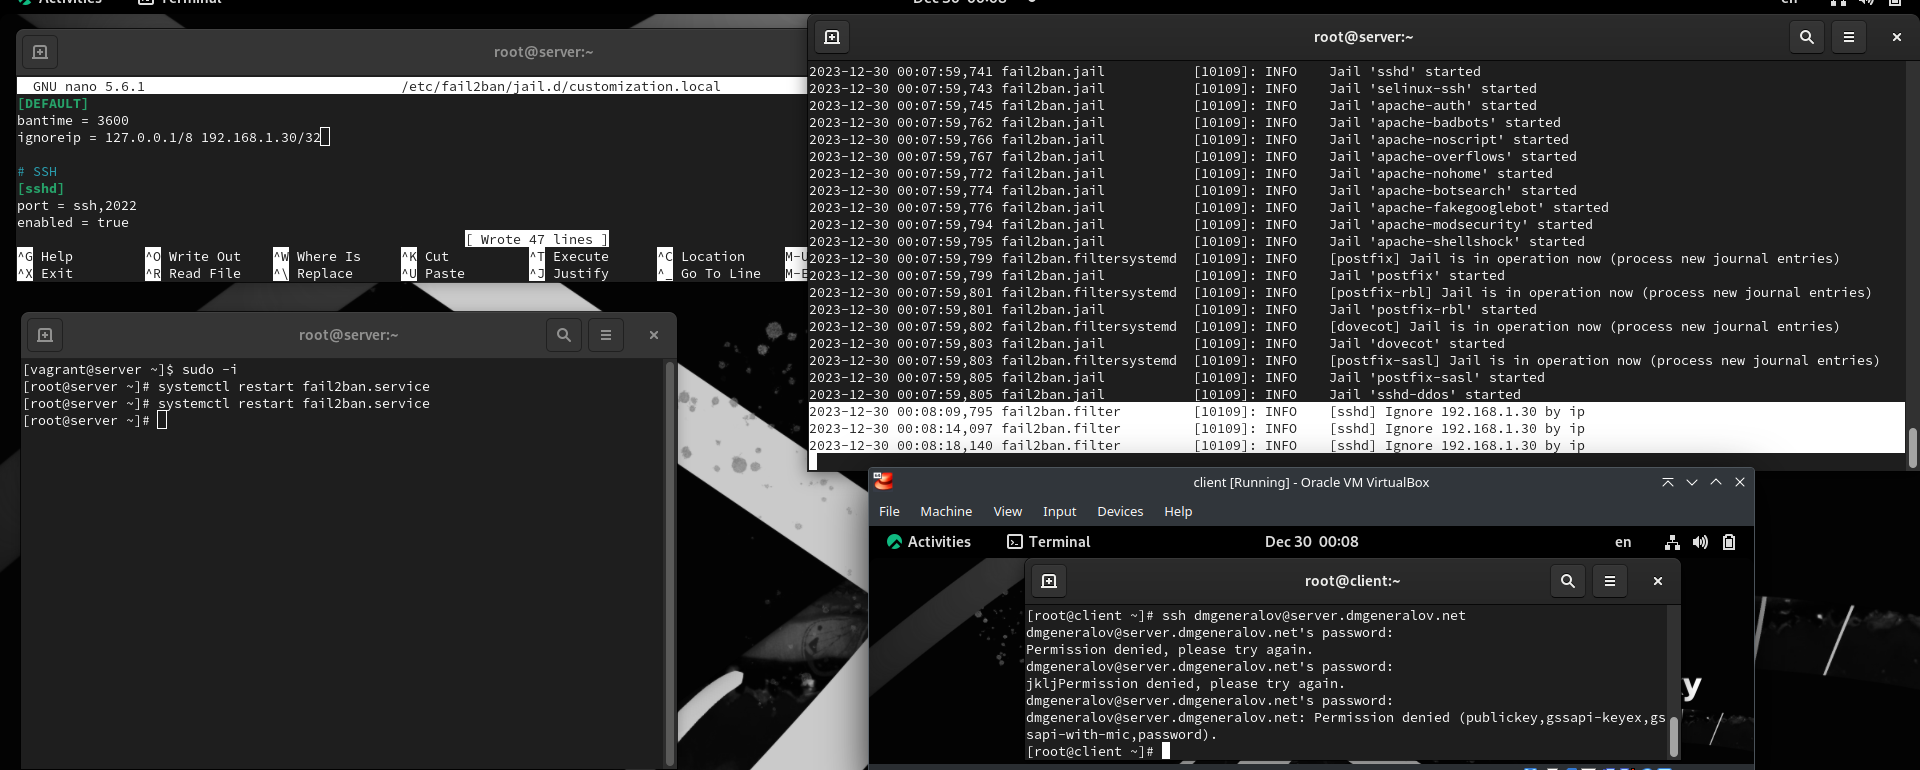 Activities Terminal Dec 30 00:08 en
root@server:~
GNU nano 5.6.1 /etc/fail2ban/jail.d/customization.local
[DEFAULT]
bantime = 3600
ignoreip = 127.0.0.1/8 192.168.1.30/32
# SSH
[sshd]
port = ssh,2022
enabled = true
[ Wrote 47 lines ]
^G Help ^O Write Out ^W Where Is ^K Cut ^T Execute ^C Location M-U
^X Exit ^R Read File ^\ Replace ^U Paste ^J Justify ^_ Go To Line M-E
root@server:~
2023-12-30 00:07:59,741 fail2ban.jail [10109]: INFO Jail 'sshd' started
2023-12-30 00:07:59,743 fail2ban.jail [10109]: INFO Jail 'selinux-ssh' started
2023-12-30 00:07:59,745 fail2ban.jail [10109]: INFO Jail 'apache-auth' started
2023-12-30 00:07:59,762 fail2ban.jail [10109]: INFO Jail 'apache-badbots' started
2023-12-30 00:07:59,766 fail2ban.jail [10109]: INFO Jail 'apache-noscript' started
2023-12-30 00:07:59,767 fail2ban.jail [10109]: INFO Jail 'apache-overflows' started
2023-12-30 00:07:59,772 fail2ban.jail [10109]: INFO Jail 'apache-nohome' started
2023-12-30 00:07:59,774 fail2ban.jail [10109]: INFO Jail 'apache-botsearch' started
2023-12-30 00:07:59,776 fail2ban.jail [10109]: INFO Jail 'apache-fakegooglebot' started
2023-12-30 00:07:59,794 fail2ban.jail [10109]: INFO Jail 'apache-modsecurity' started
2023-12-30 00:07:59,795 fail2ban.jail [10109]: INFO Jail 'apache-shellshock' started
2023-12-30 00:07:59,799 fail2ban.filtersystemd [10109]: INFO [postfix] Jail is in operation now (process new journal entries)
2023-12-30 00:07:59,799 fail2ban.jail [10109]: INFO Jail 'postfix' started
2023-12-30 00:07:59,801 fail2ban.filtersystemd [10109]: INFO [postfix-rbl] Jail is in operation now (process new journal entries)
2023-12-30 00:07:59,801 fail2ban.jail [10109]: INFO Jail 'postfix-rbl' started
2023-12-30 00:07:59,802 fail2ban.filtersystemd [10109]: INFO [dovecot] Jail is in operation now (process new journal entries)
2023-12-30 00:07:59,803 fail2ban.jail [10109]: INFO Jail 'dovecot' started
2023-12-30 00:07:59,803 fail2ban.filtersystemd [10109]: INFO [postfix-sasl] Jail is in operation now (process new journal entries)
2023-12-30 00:07:59,805 fail2ban.jail [10109]: INFO Jail 'postfix-sasl' started
2023-12-30 00:07:59,805 fail2ban.jail [10109]: INFO Jail 'sshd-ddos' started
2023-12-30 00:08:09,795 fail2ban.filter [10109]: INFO [sshd] Ignore 192.168.1.30 by ip
2023-12-30 00:08:14,097 fail2ban.filter [10109]: INFO [sshd] Ignore 192.168.1.30 by ip
2023-12-30 00:08:18,140 fail2ban.filter [10109]: INFO [sshd] Ignore 192.168.1.30 by ip
root@server:~
[vagrant@server ~]$ sudo -i
[root@server ~]# systemctl restart fail2ban.service
[root@server ~]# systemctl restart fail2ban.service
[root@server ~]#
client [Running] - Oracle VM VirtualBox
File Machine View Input Devices Help
Activities Terminal Dec 30 00:08 en
root@client:~
[root@client ~]# ssh dmgeneralov@server.dmgeneralov.net
dmgeneralov@server.dmgeneralov.net's password:
Permission denied, please try again.
dmgeneralov@server.dmgeneralov.net's password:
jkljPermission denied, please try again.
dmgeneralov@server.dmgeneralov.net's password:
dmgeneralov@server.dmgeneralov.net: Permission denied (publickey,gssapi-keyex,gs
sapi-with-mic,password).
[root@client ~]#
y